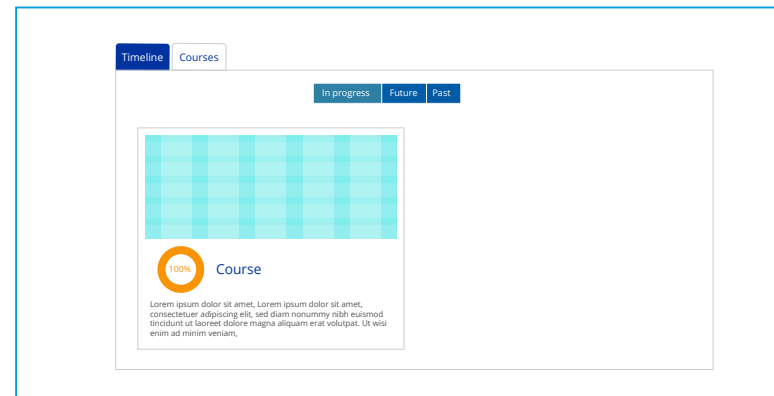 Timeline Courses
In progress Future Past
100% Course
Lorem ipsum dolor sit amet, Lorem ipsum dolor sit amet,
consectetuer adipiscing elit, sed diam nonummy nibh euismod
tincidunt ut laoreet dolore magna aliquam erat volutpat. Ut wisi
enim ad minim veniam,